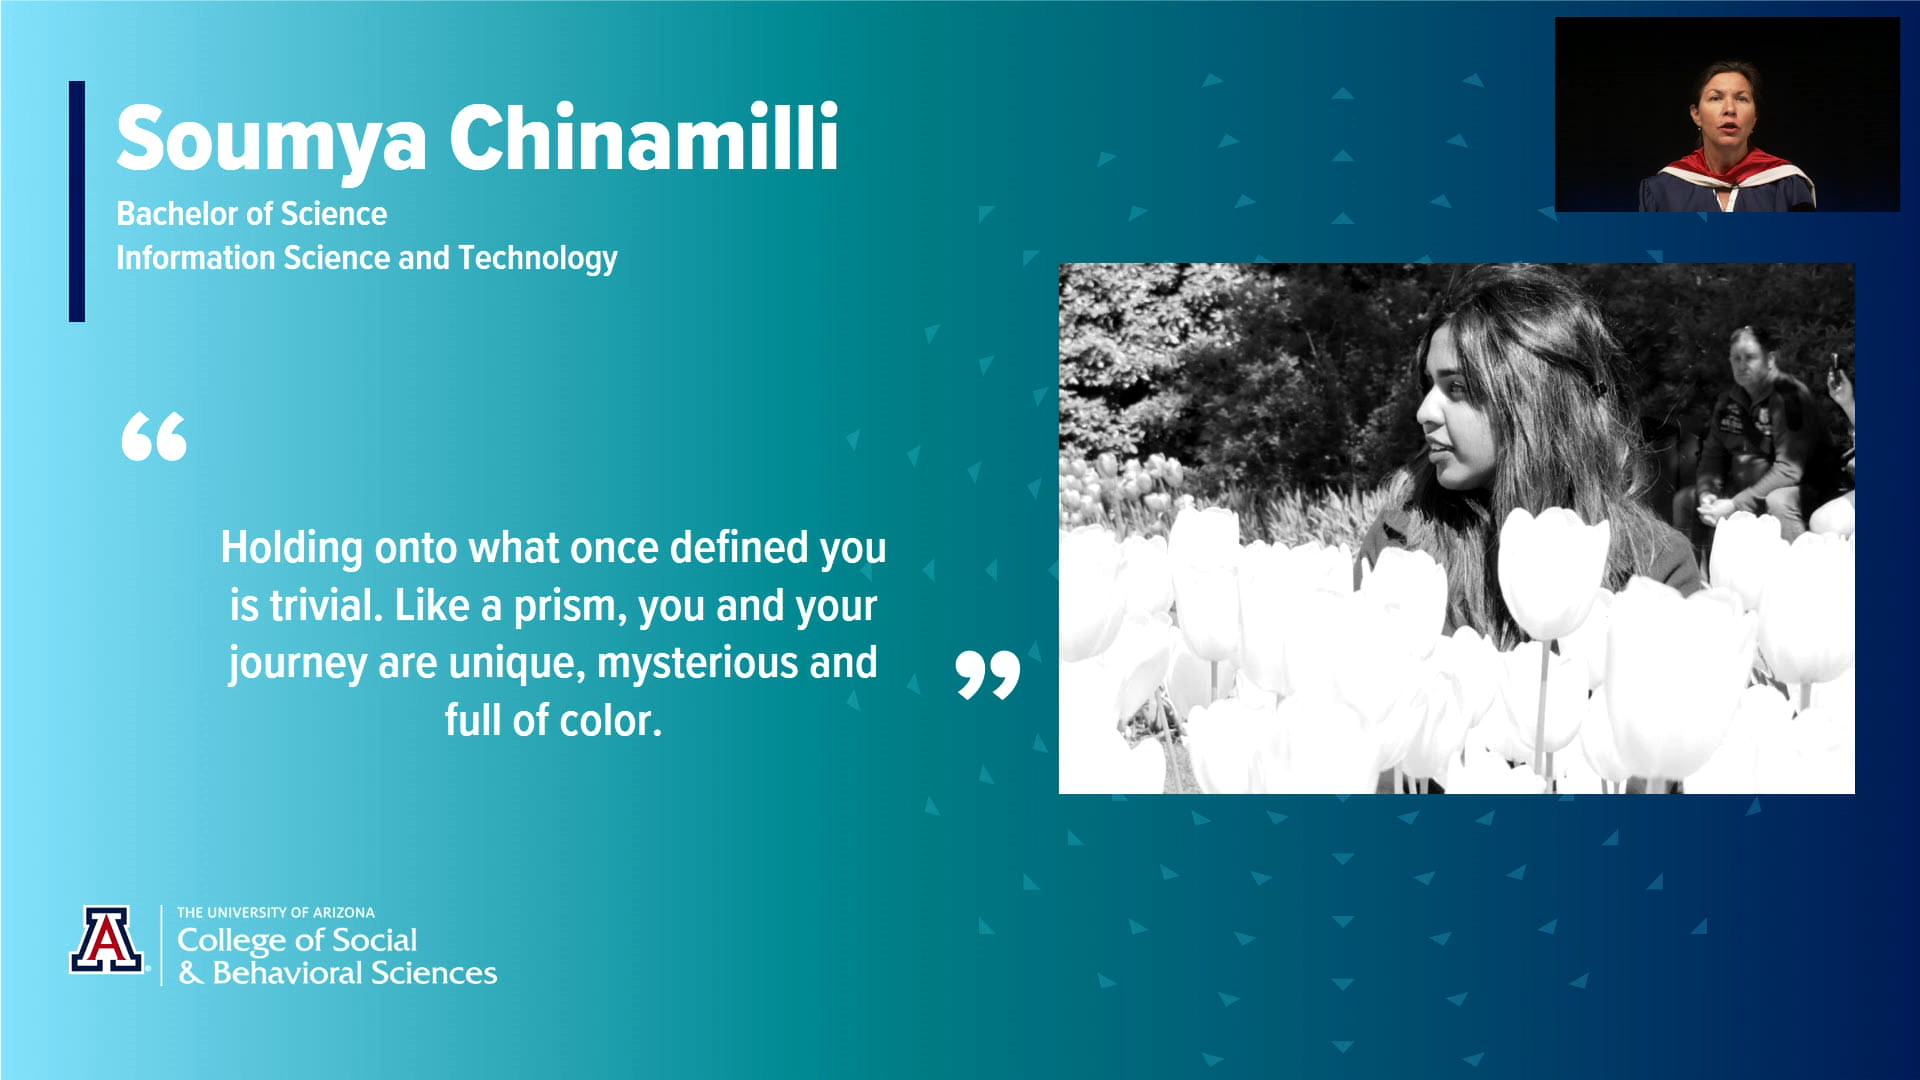 Soumya Chinamilli
Bachelor of Science
Information Science and Technology
“
Holding onto what once defined you
is trivial. Like a prism, you and your
journey are unique, mysterious and
full of color.
”
A
THE UNIVERSITY OF ARIZONA
College of Social
& Behavioral Sciences